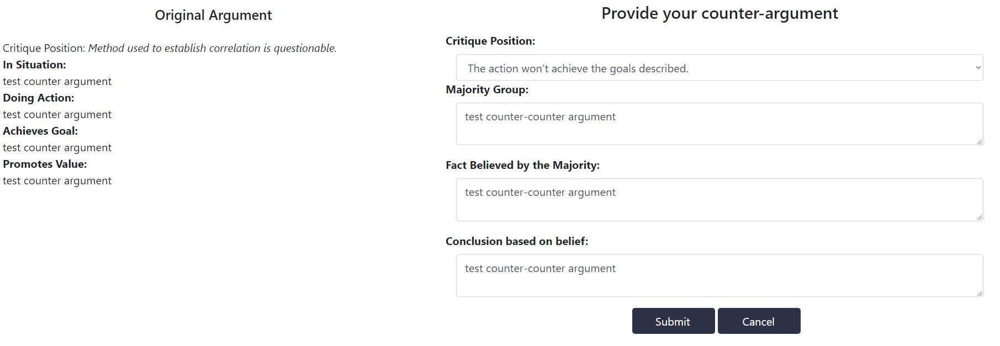 Original Argument
Critique Position: Method used to establish correlation is questionable.
In Situation:
test counter argument
Doing Action:
test counter argument
Achieves Goal:
test counter argument
Promotes Value:
test counter argument
Provide your counter-argument
Critique Position:
The action won’t achieve the goals described.
Majority Group:
test counter-counter argument
Fact Believed by the Majority:
test counter-counter argument
Conclusion based on belief:
test counter-counter argument
Submit Cancel